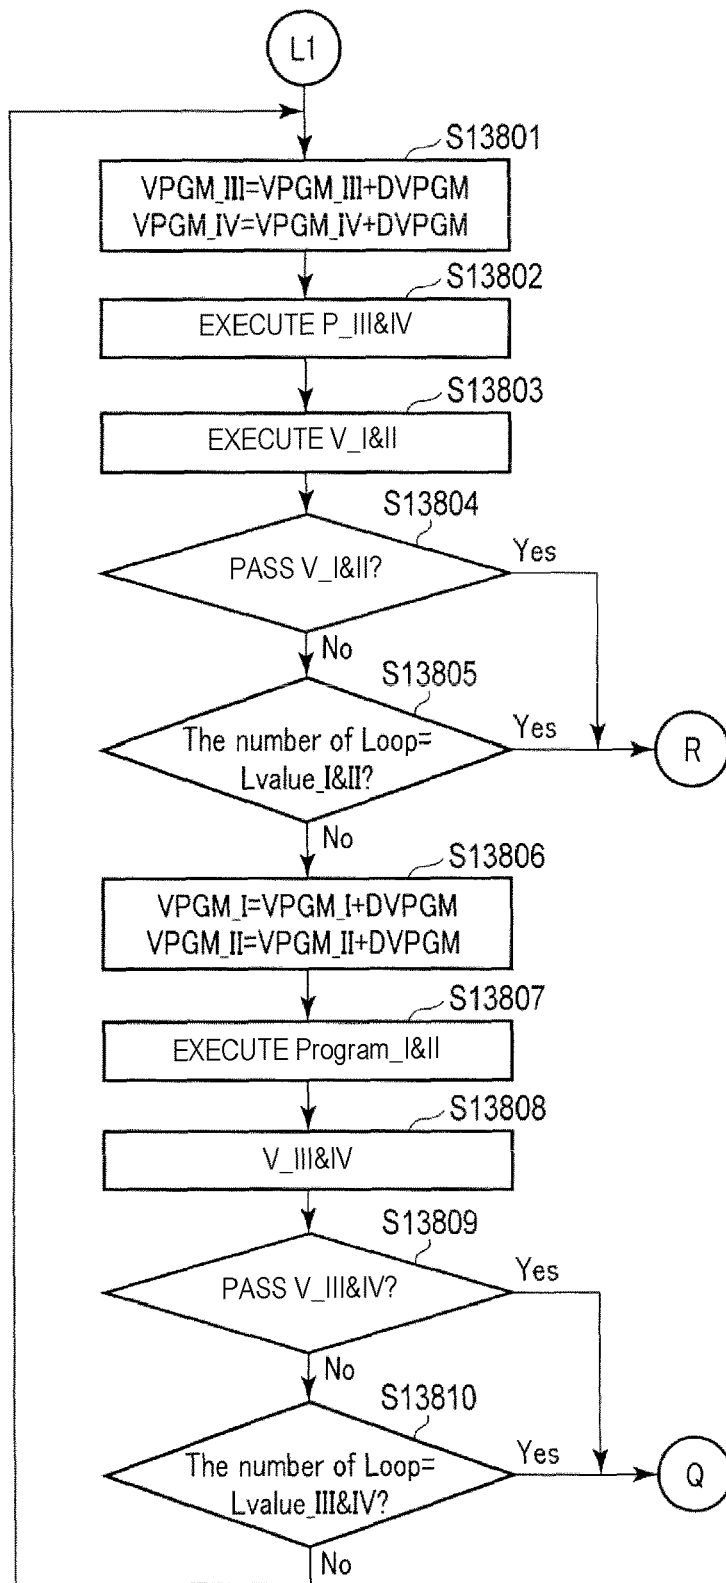 L1
S13801
VPGM_III=VPGM_III+DVPGM
VPGM_IV=VPGM_IV+DVPGM
S13802
EXECUTE P_III&IV
S13803
EXECUTE V_I&II
S13804
PASS V_I&II?
Yes
No
S13805
The number of Loop=
Lvalue_I&II?
Yes
R
No
S13806
VPGM_I=VPGM_I+DVPGM
VPGM_II=VPGM_II+DVPGM
S13807
EXECUTE Program_I&II
S13808
V_III&IV
S13809
PASS V_III&IV?
Yes
No
S13810
The number of Loop=
Lvalue_III&IV?
Yes
Q
No